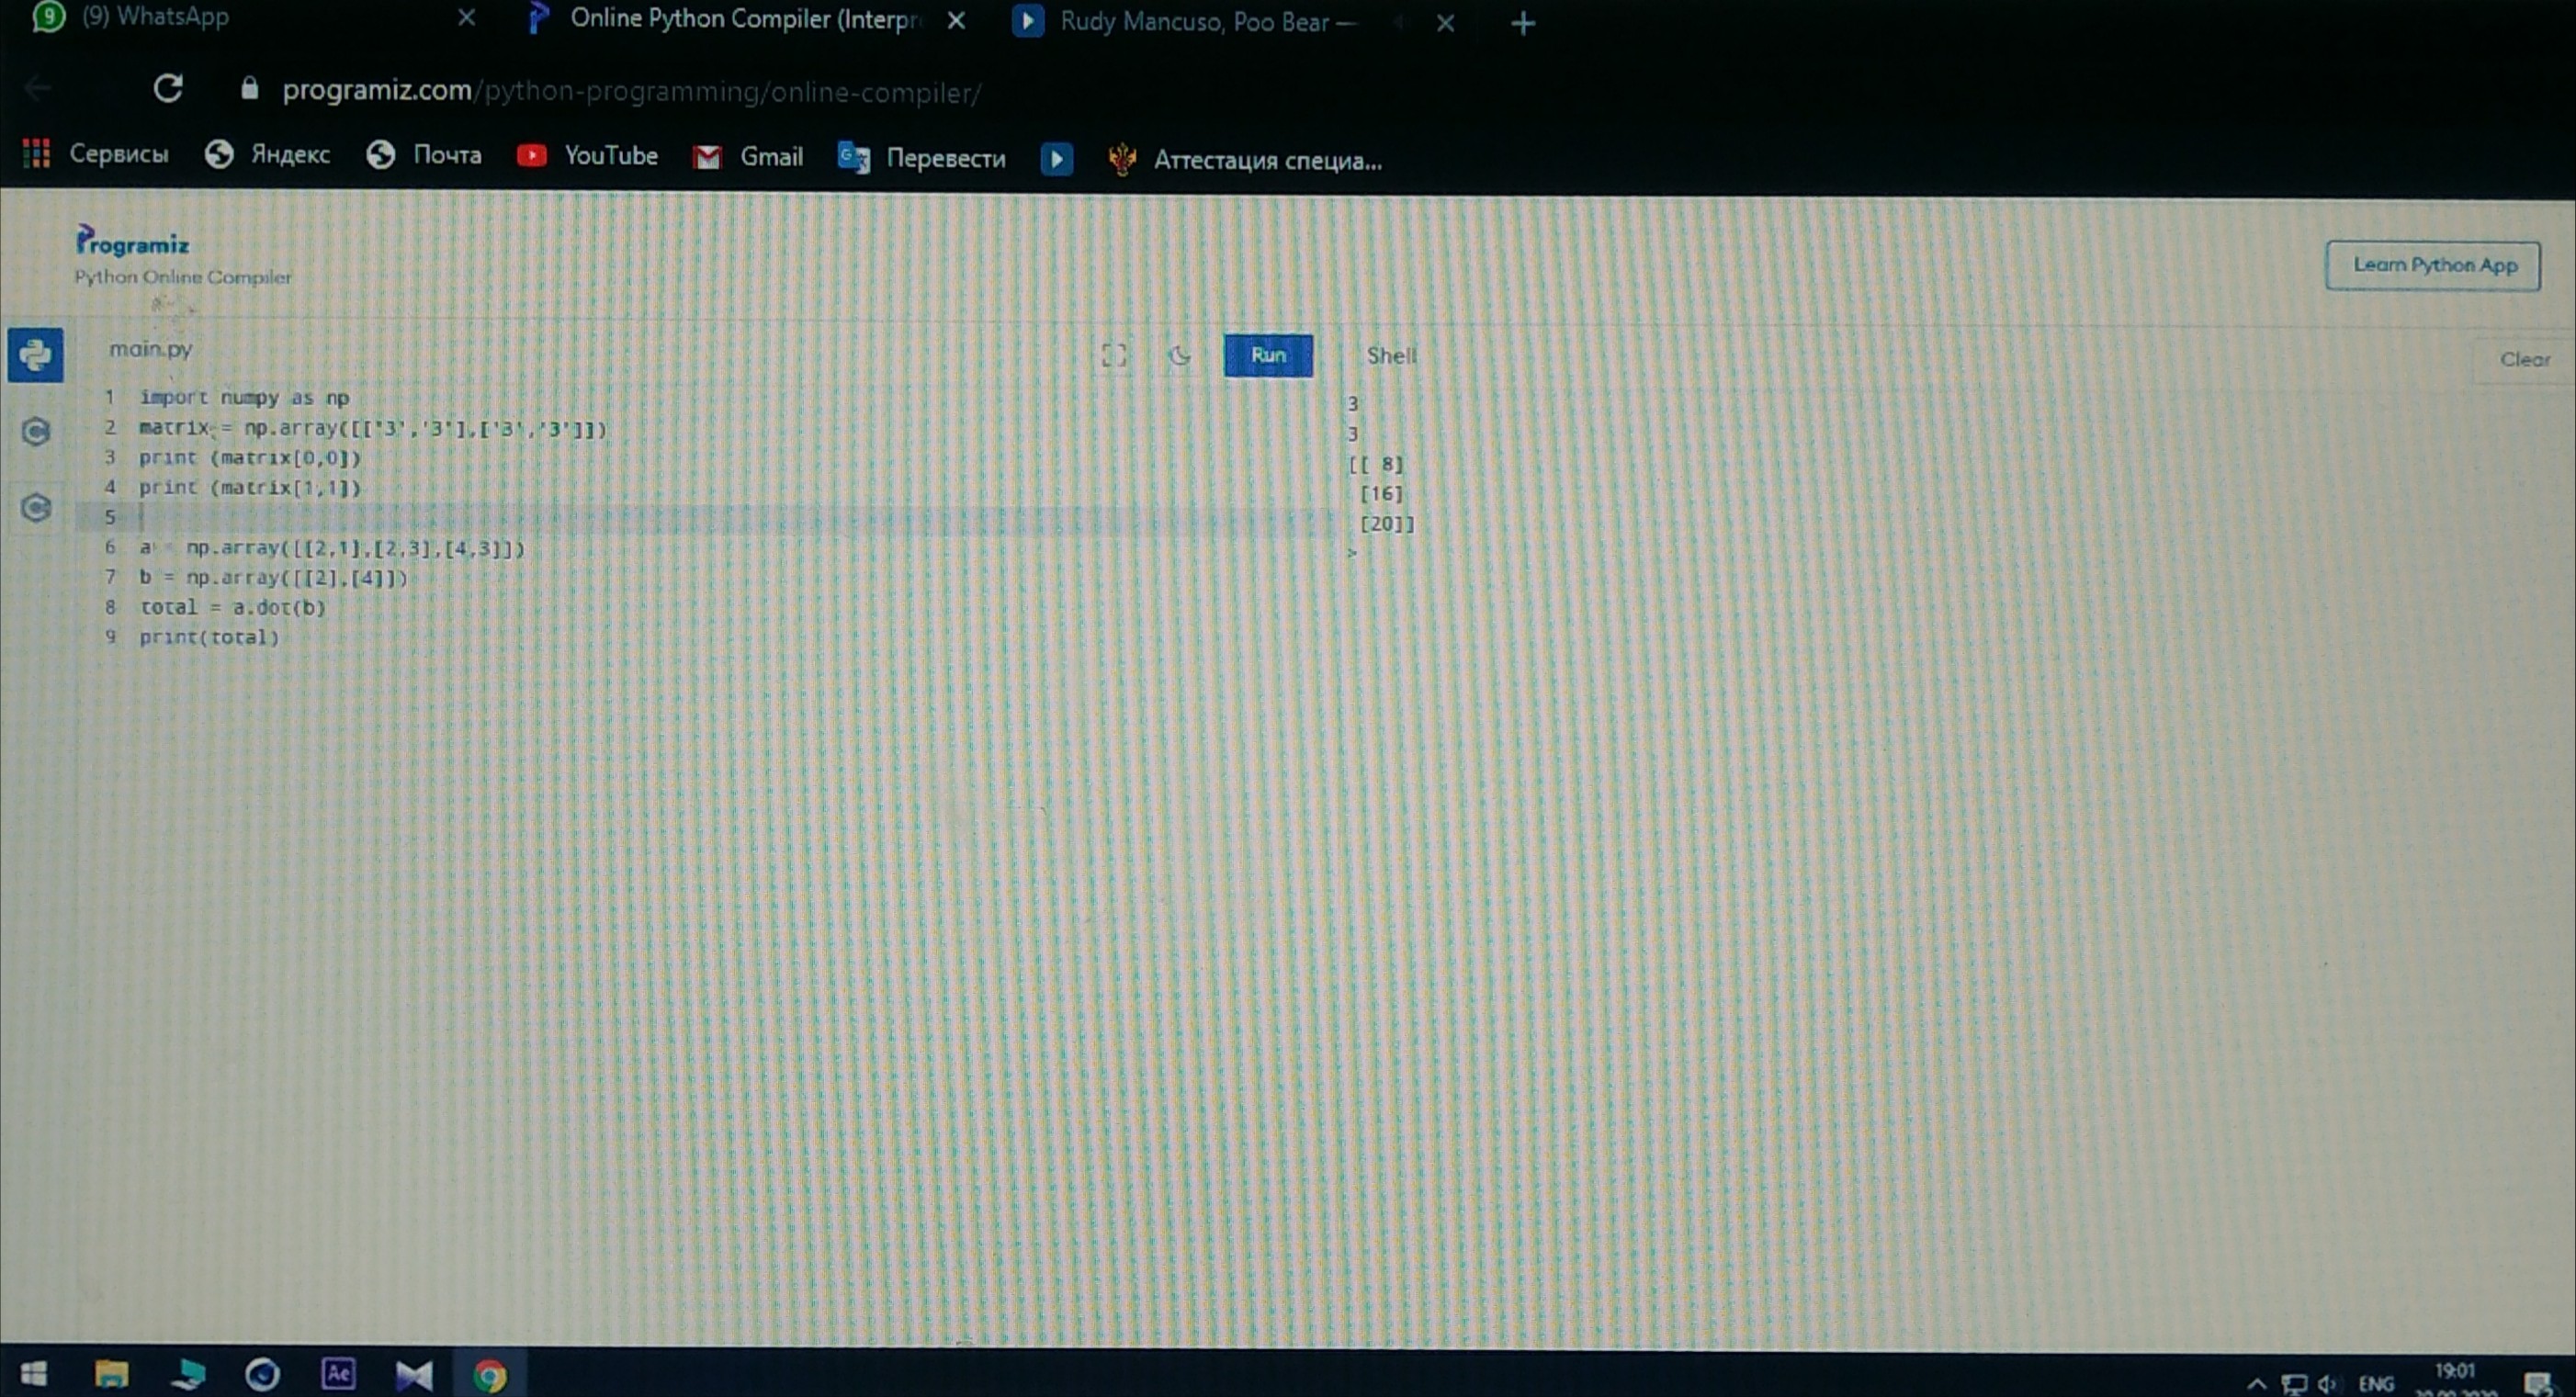 (9) WhatsApp
Online Python Compiler (Interpr
Rudy Mancuso, Poo Bear —
programiz.com/python-programming/online-compiler/
Сервисы
Яндекс
Почта
YouTube
Gmail
Перевести
Аттестация специа...
Programiz
Python Online Compiler
Learn Python App
main.py
Run
Shell
Clear
1 import numpy as np
2 matrix = np.array([['3','3'],['3','3']])
3 print (matrix[0,0])
4 print (matrix[1,1])
5
6 a = np.array([[2,1],[2,3],[4,3]])
7 b = np.array([[2],[4]])
8 total = a.dot(b)
9 print(total)
3
3
[[ 8]
[16]
[20]]
>
Ae
ENG
19:01